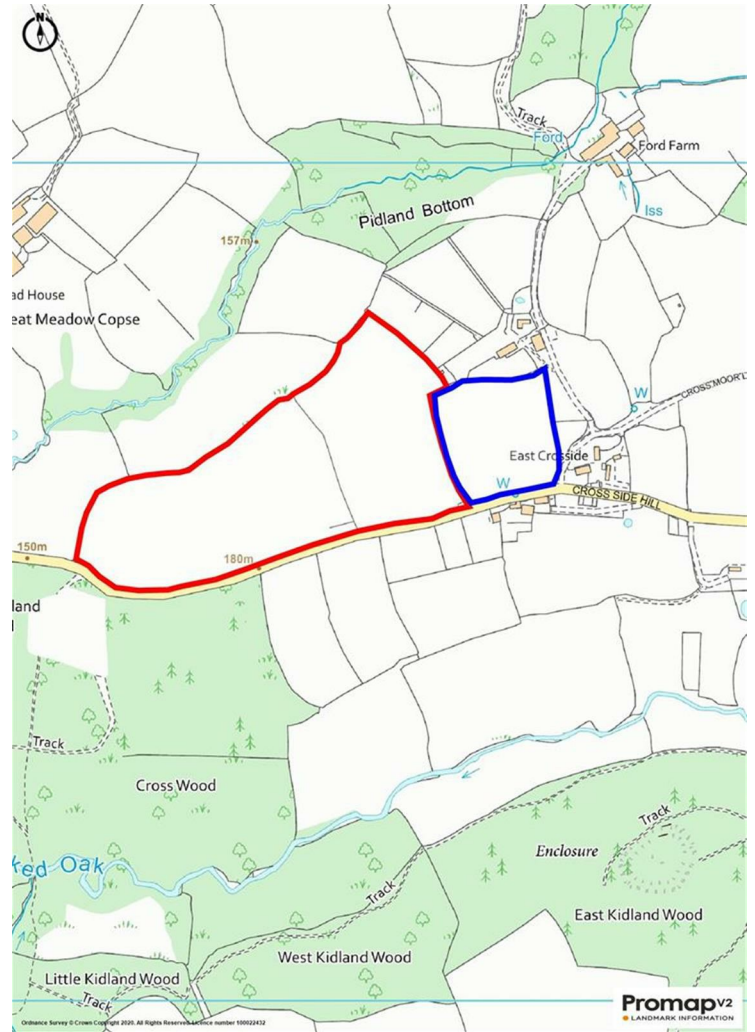 N
Track
Ford
Ford Farm
Pidland Bottom
Iss
157m
ad House
eat Meadow Copse
W
CROSS MOOR L
East Crosside
W
CROSS SIDE HILL
150m
180m
land
Track
Cross Wood
Track
Enclosure
ked Oak
Track
East Kidland Wood
West Kidland Wood
Little Kidland Wood
Track
Promap V2
LANDMARK INFORMATION
Ordnance Survey © Crown Copyright 2020. All Rights Reserved. Licence number 100022432